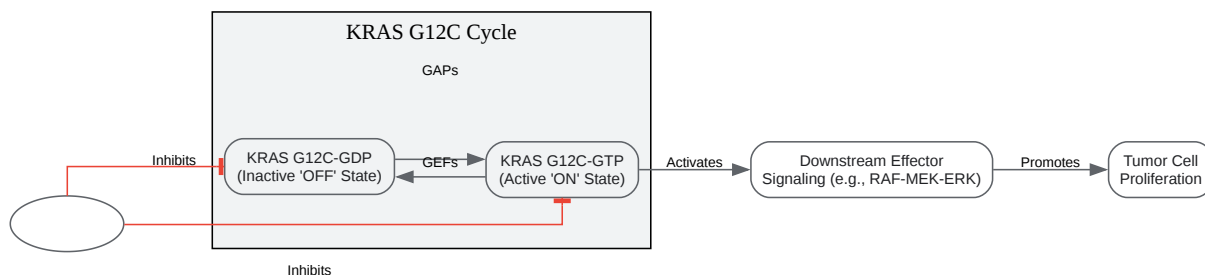 KRAS G12C Cycle
GAPs
Inhibits
KRAS G12C-GDP
(Inactive 'OFF' State)
GEFs
KRAS G12C-GTP
(Active 'ON' State)
Activates
Downstream Effector
Signaling (e.g., RAF-MEK-ERK)
Promotes
Tumor Cell
Proliferation
Inhibits